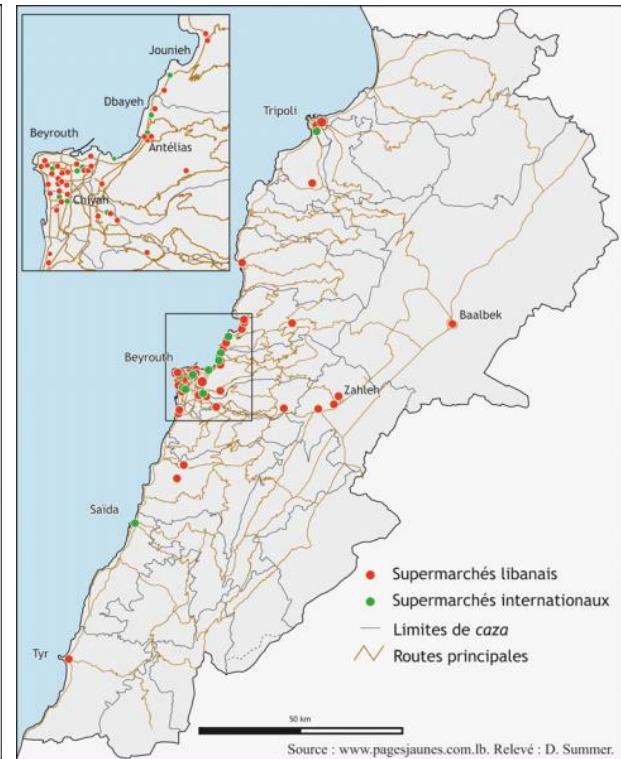 Jounieh
Dbayeh
Beyrouth
Antélias
Chiyah
Tripoli
Baalbek
Beyrouth
Zahleh
Saïda
Supermarchés libanais
Supermarchés internationaux
Limites de caza
Routes principales
Tyr
50 km
Source : www.pagesjaunes.com.lb. Relevé : D. Summer.